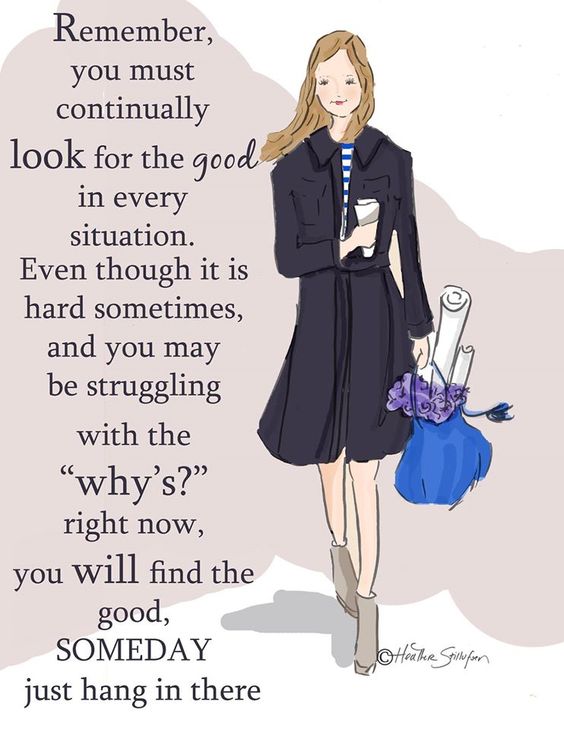 Remember,
you must
continually
look for the good
in every
situation.
Even though it is
hard sometimes,
and you may
be struggling
with the
“why’s?”
right now,
you will find the
good,
SOMEDAY
just hang in there
©Heather Stillufsen